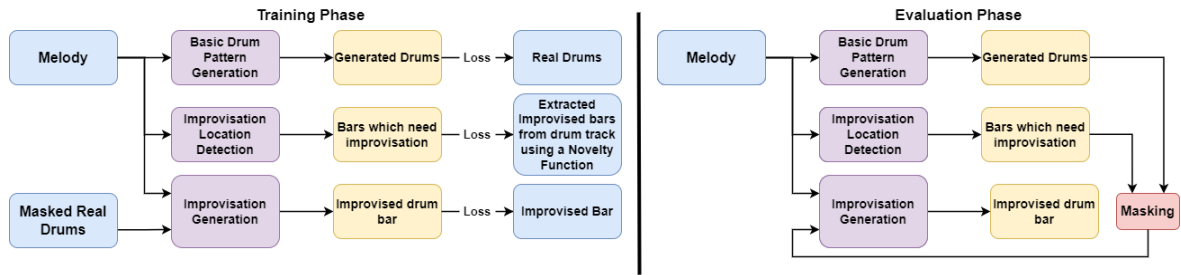 Training Phase
Melody
Basic Drum
Pattern
Generation
Generated Drums
Loss
Real Drums
Improvisation
Location
Detection
Bars which need
improvisation
Loss
Extracted
Improvised bars
from drum track
using a Novelty
Function
Masked Real
Drums
Improvisation
Generation
Improvised drum
bar
Loss
Improvised Bar
Evaluation Phase
Melody
Basic Drum
Pattern
Generation
Generated Drums
Improvisation
Location
Detection
Bars which need
improvisation
Improvisation
Generation
Improvised drum
bar
Masking